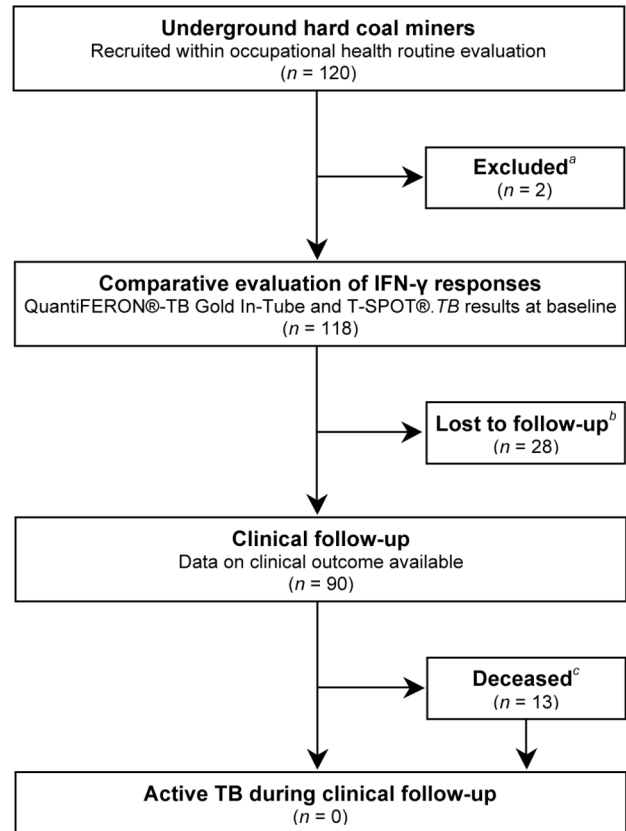 Underground hard coal miners
Recruited within occupational health routine evaluation
(n = 120)
Excluded^a
(n = 2)
Comparative evaluation of IFN-γ responses
QuantiFERON®-TB Gold In-Tube and T-SPOT®.TB results at baseline
(n = 118)
Lost to follow-up^b
(n = 28)
Clinical follow-up
Data on clinical outcome available
(n = 90)
Deceased^c
(n = 13)
Active TB during clinical follow-up
(n = 0)